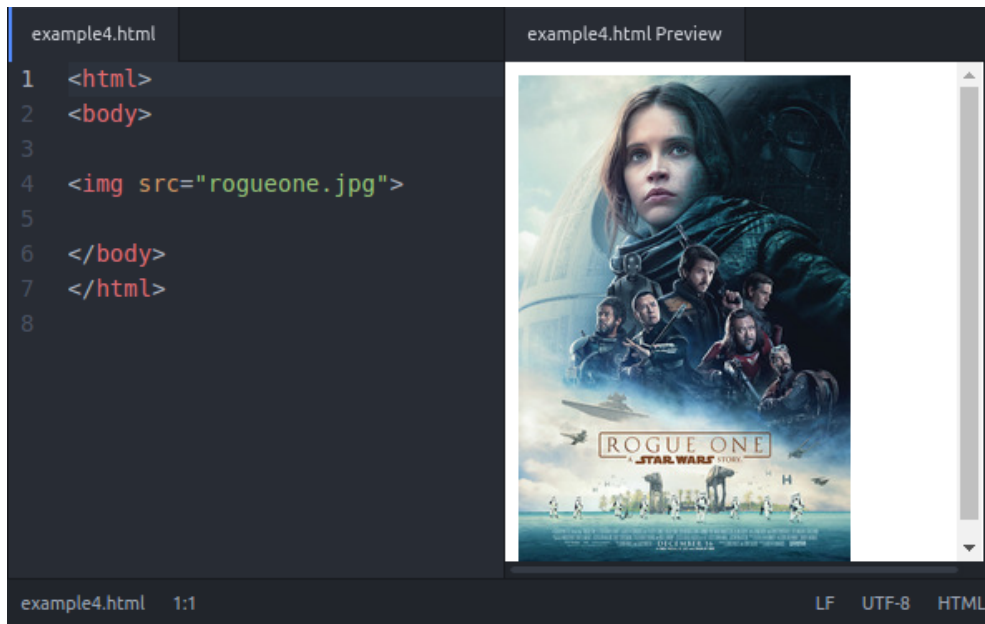 example4.html
example4.html Preview
1 <html>
2 <body>
3
4 <img src="rogueone.jpg">
5
6 </body>
7 </html>
8
ROGUE ONE
A STAR WARS STORY
DECEMBER 16
example4.html 1:1 LF UTF-8 HTML